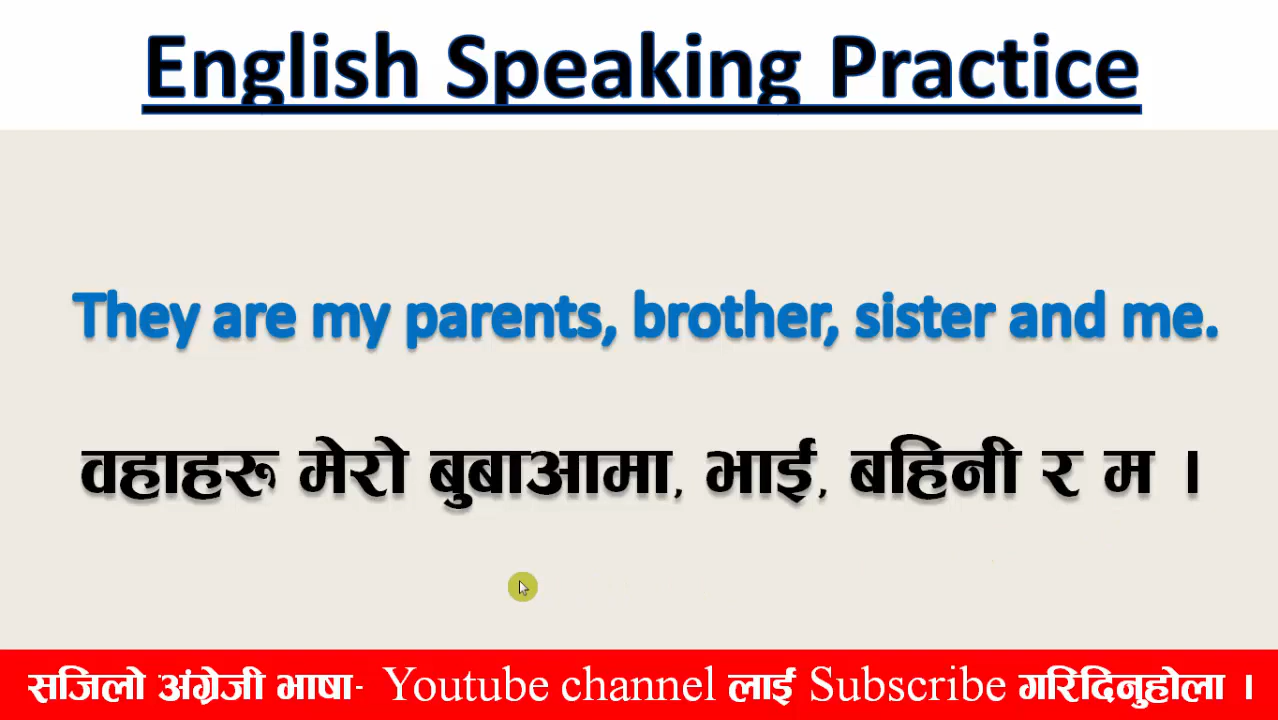 English Speaking Practice
They are my parents, brother, sister and me.
वहाहरु मेरो बुबाआमा, भाई, बहिनी र म ।
सजिलो अंग्रेजी भाषा- Youtube channel लाई Subscribe गरिदिनुहोला ।